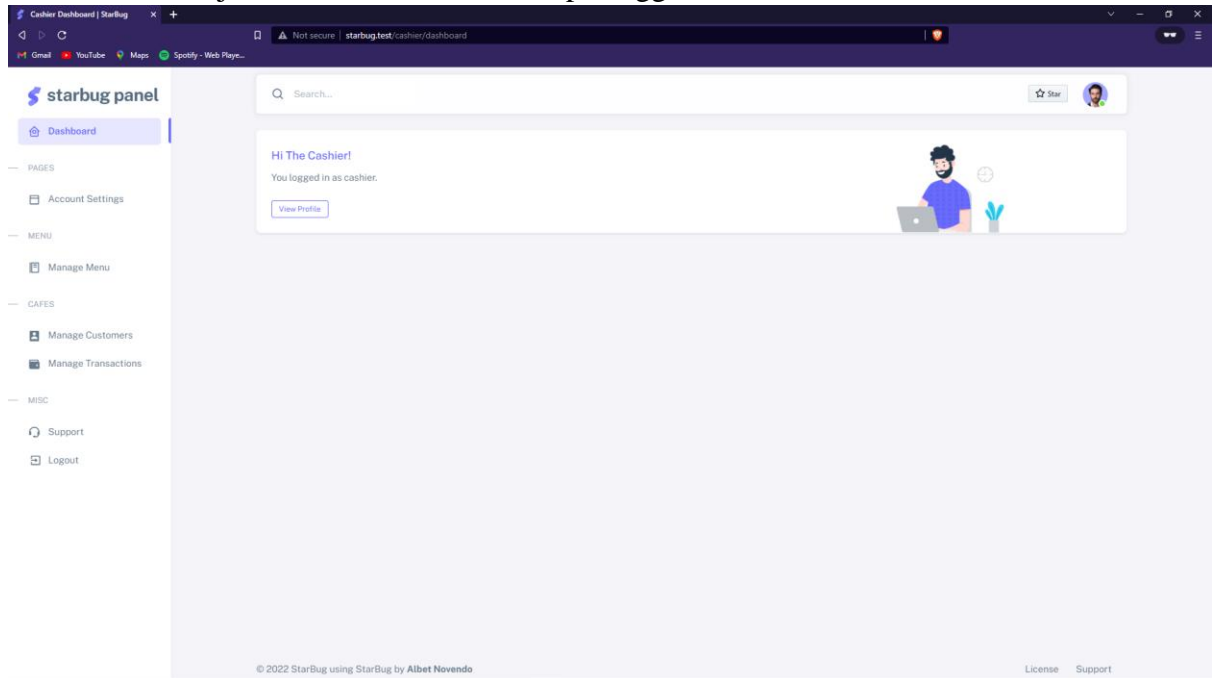 Cashier Dashboard | StarBug
Not secure | starbug.test/cashier/dashboard
Gmail YouTube Maps Spotify - Web Playe...
starbug panel
Search...
Star
Dashboard
Hi The Cashier!
You logged in as cashier.
View Profile
PAGES
Account Settings
MENU
Manage Menu
CAFES
Manage Customers
Manage Transactions
MISC
Support
Logout
© 2022 StarBug using StarBug by Albet Novendo
License Support